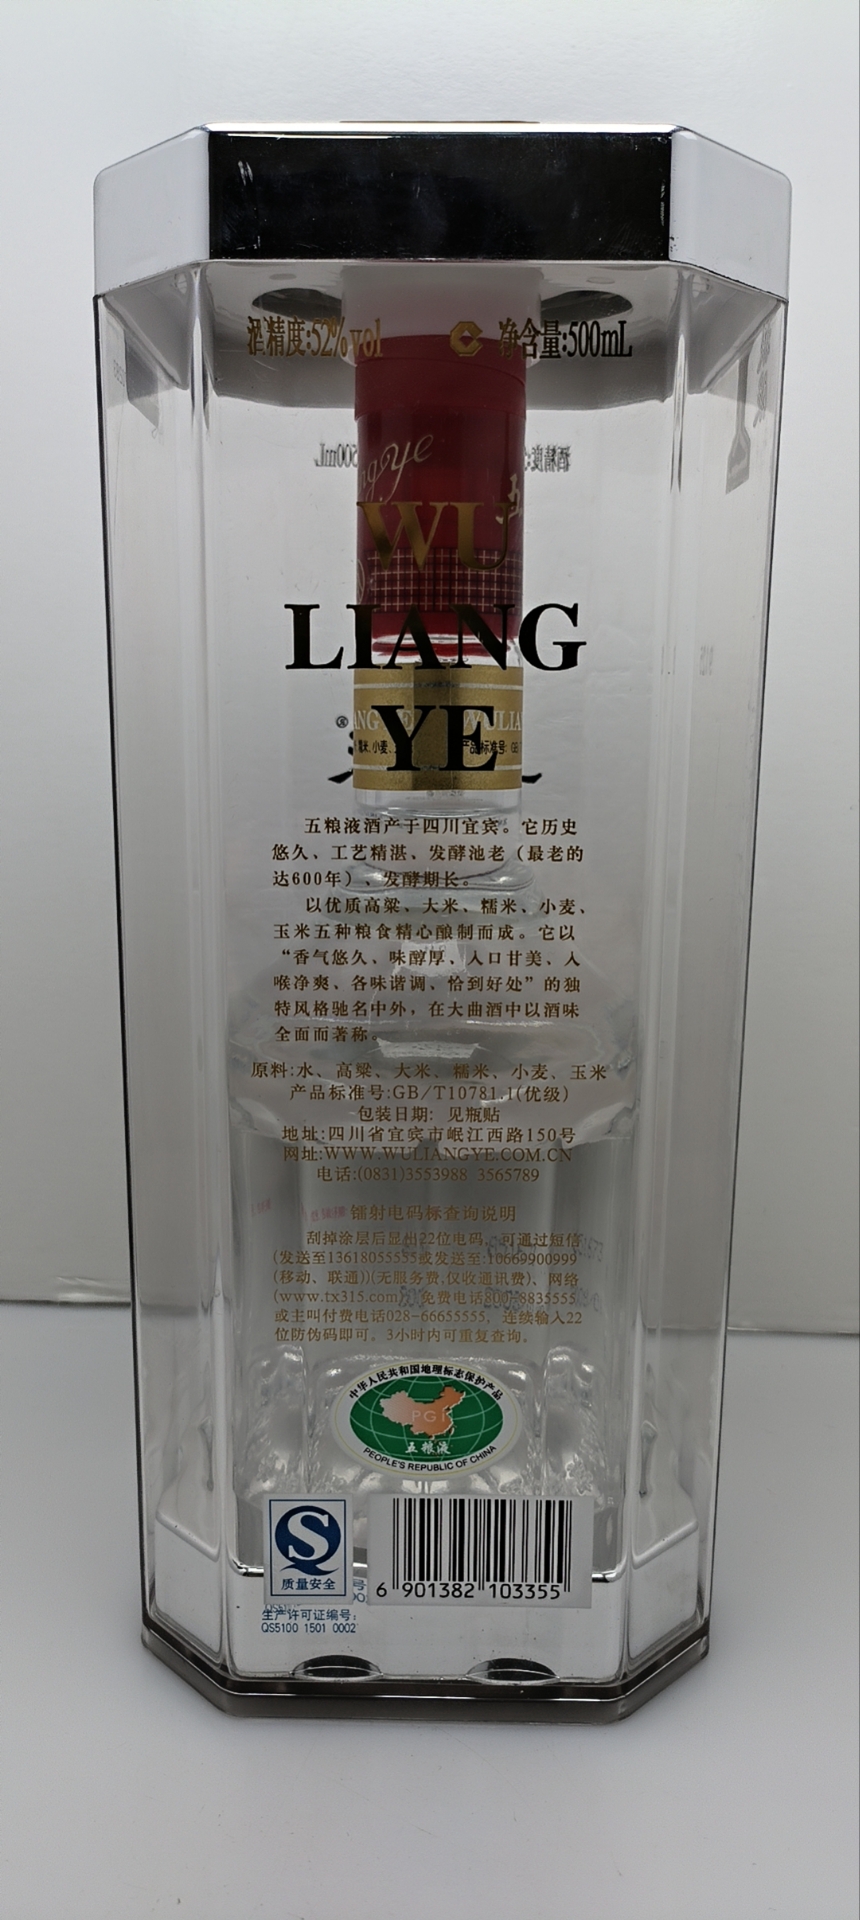 酒精度:52%vol 净含量:500mL
WU
LIANG
YE
五粮液酒产于四川宜宾。它历史
悠久、工艺精湛、发酵池老（最老的
达600年）、发酵期长。
以优质高粱、大米、糯米、小麦、
玉米五种粮食精心酿制而成。它以
“香气悠久、味醇厚、入口甘美、入
喉净爽、各味谐调、恰到好处”的独
特风格驰名中外，在大曲酒中以酒味
全面而著称。
原料:水、高粱、大米、糯米、小麦、玉米
产品标准号:GB/T10781.1(优级)
包装日期: 见瓶贴
地址:四川省宜宾市岷江西路150号
网址:WWW.WULIANGYE.COM.CN
电话:(0831)3553988 3565789
镭射电码标查询说明
刮掉涂层后显出22位电码，可通过短信
(发送至13618055555或发送至:10669900999
(移动、联通))(无服务费,仅收通讯费)、网络
(www.tx315.com)、免费电话800-8835555
或主叫付费电话028-66655555，连续输入22
位防伪码即可。3小时内可重复查询。
中华人民共和国地理标志保护产品
PGI
五粮液
PEOPLE'S REPUBLIC OF CHINA
质量安全
6 901382 103355
生产许可证编号:
QS5100 1501 0002